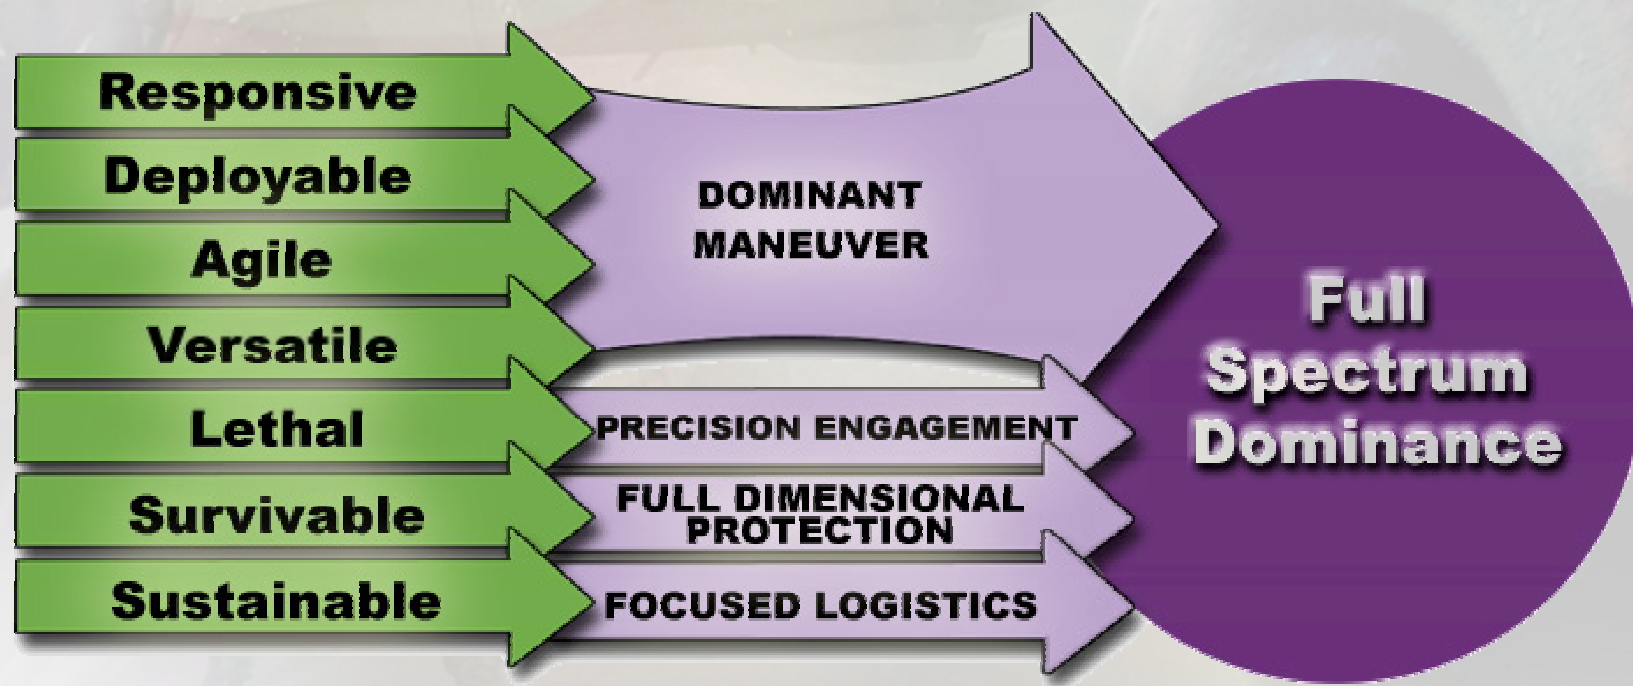 Responsive
Deployable
Agile
Versatile
Lethal
Survivable
Sustainable
DOMINANT
MANEUVER
PRECISION ENGAGEMENT
FULL DIMENSIONAL
PROTECTION
FOCUSED LOGISTICS
Full
Spectrum
Dominance